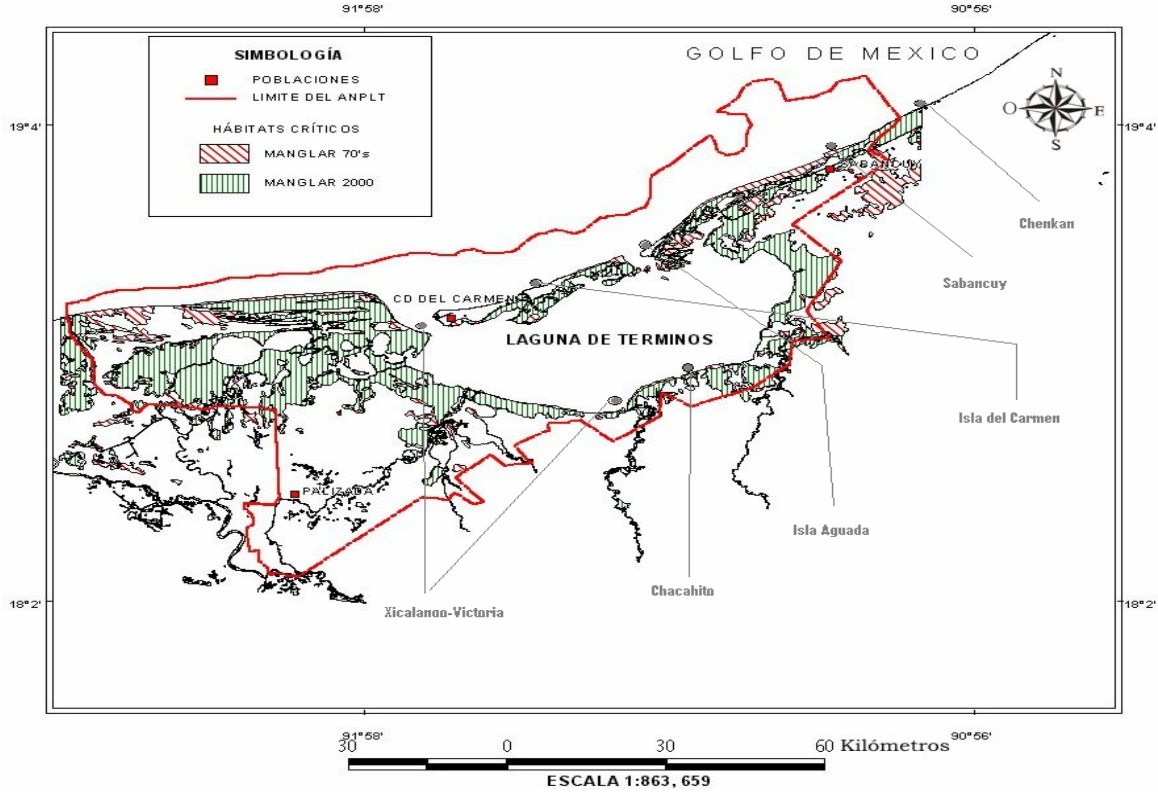 91°58'
90°56'
SIMBOLOGÍA
POBLACIONES
LIMITE DEL ANPLT
HÁBITATS CRÍTICOS
MANGLAR 70's
MANGLAR 2000
GOLFO DE MEXICO
N
O
E
S
19°4'
19°4'
SABANCUY
Chenkan
Sabancuy
CD DEL CARMEN
LAGUNA DE TERMINOS
Isla del Carmen
PALIZADA
Isla Aguada
Chacahito
Xicalango-Victoria
18°2'
18°2'
91°58'
90°56'
30
0
30
60 Kilómetros
ESCALA 1:863, 659